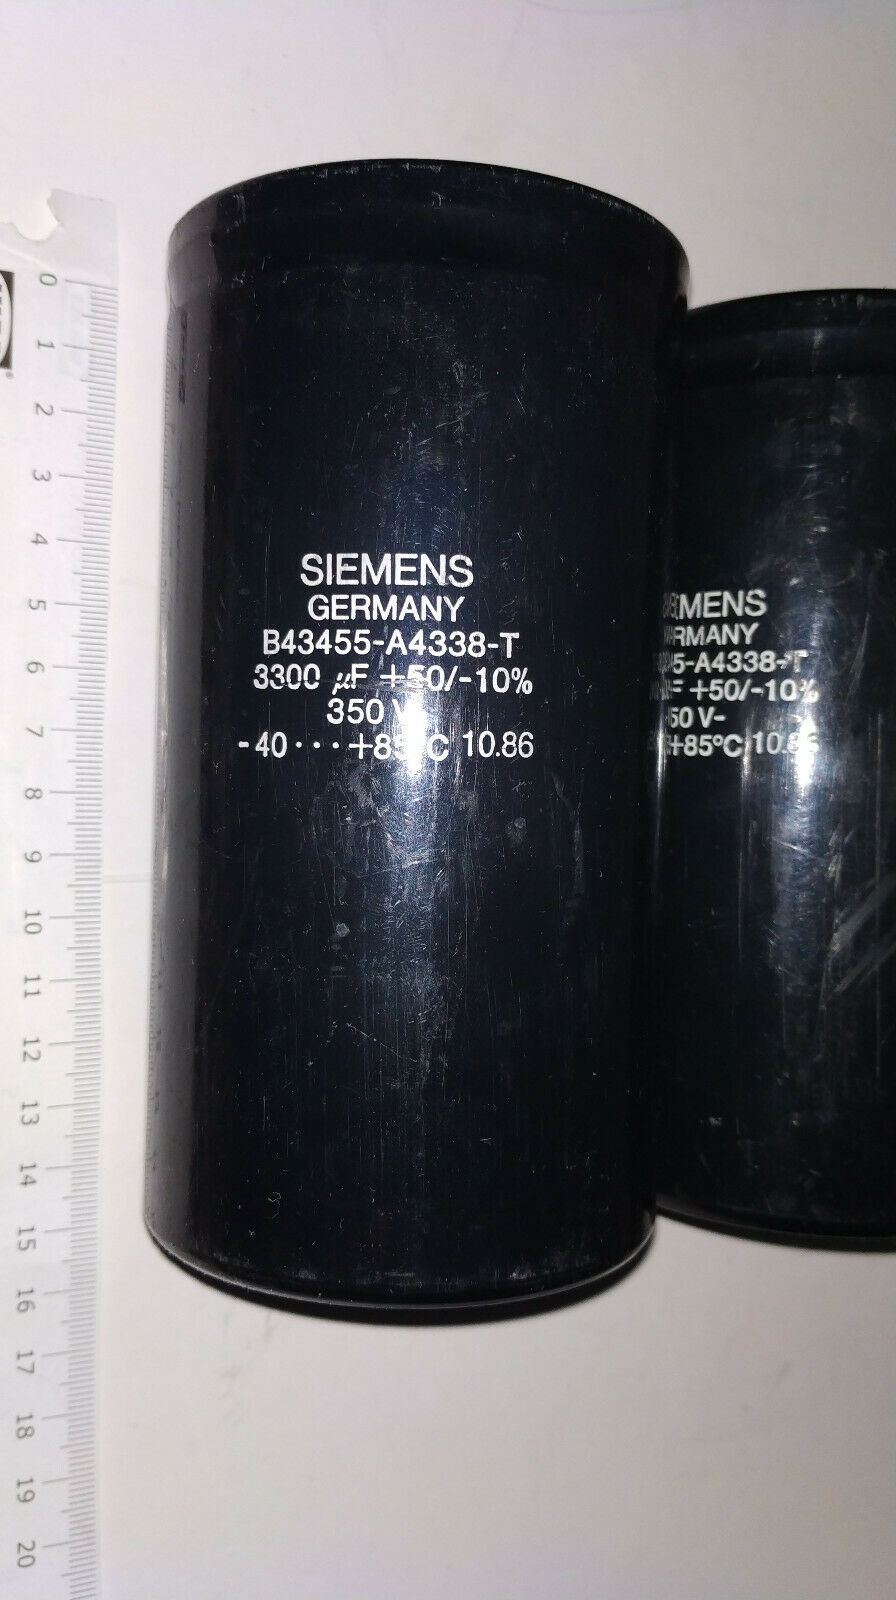 SIEMENS
GERMANY
B43455-A4338-T
3300 µF +50/-10%
350 V
-40···+85°C 10.86
EMENS
RMANY
5-A4338-T
F +50/-10%
50 V-
+85°C 10.86
0
1
2
3
4
5
6
7
8
9
10
11
12
13
14
15
16
17
18
19
20